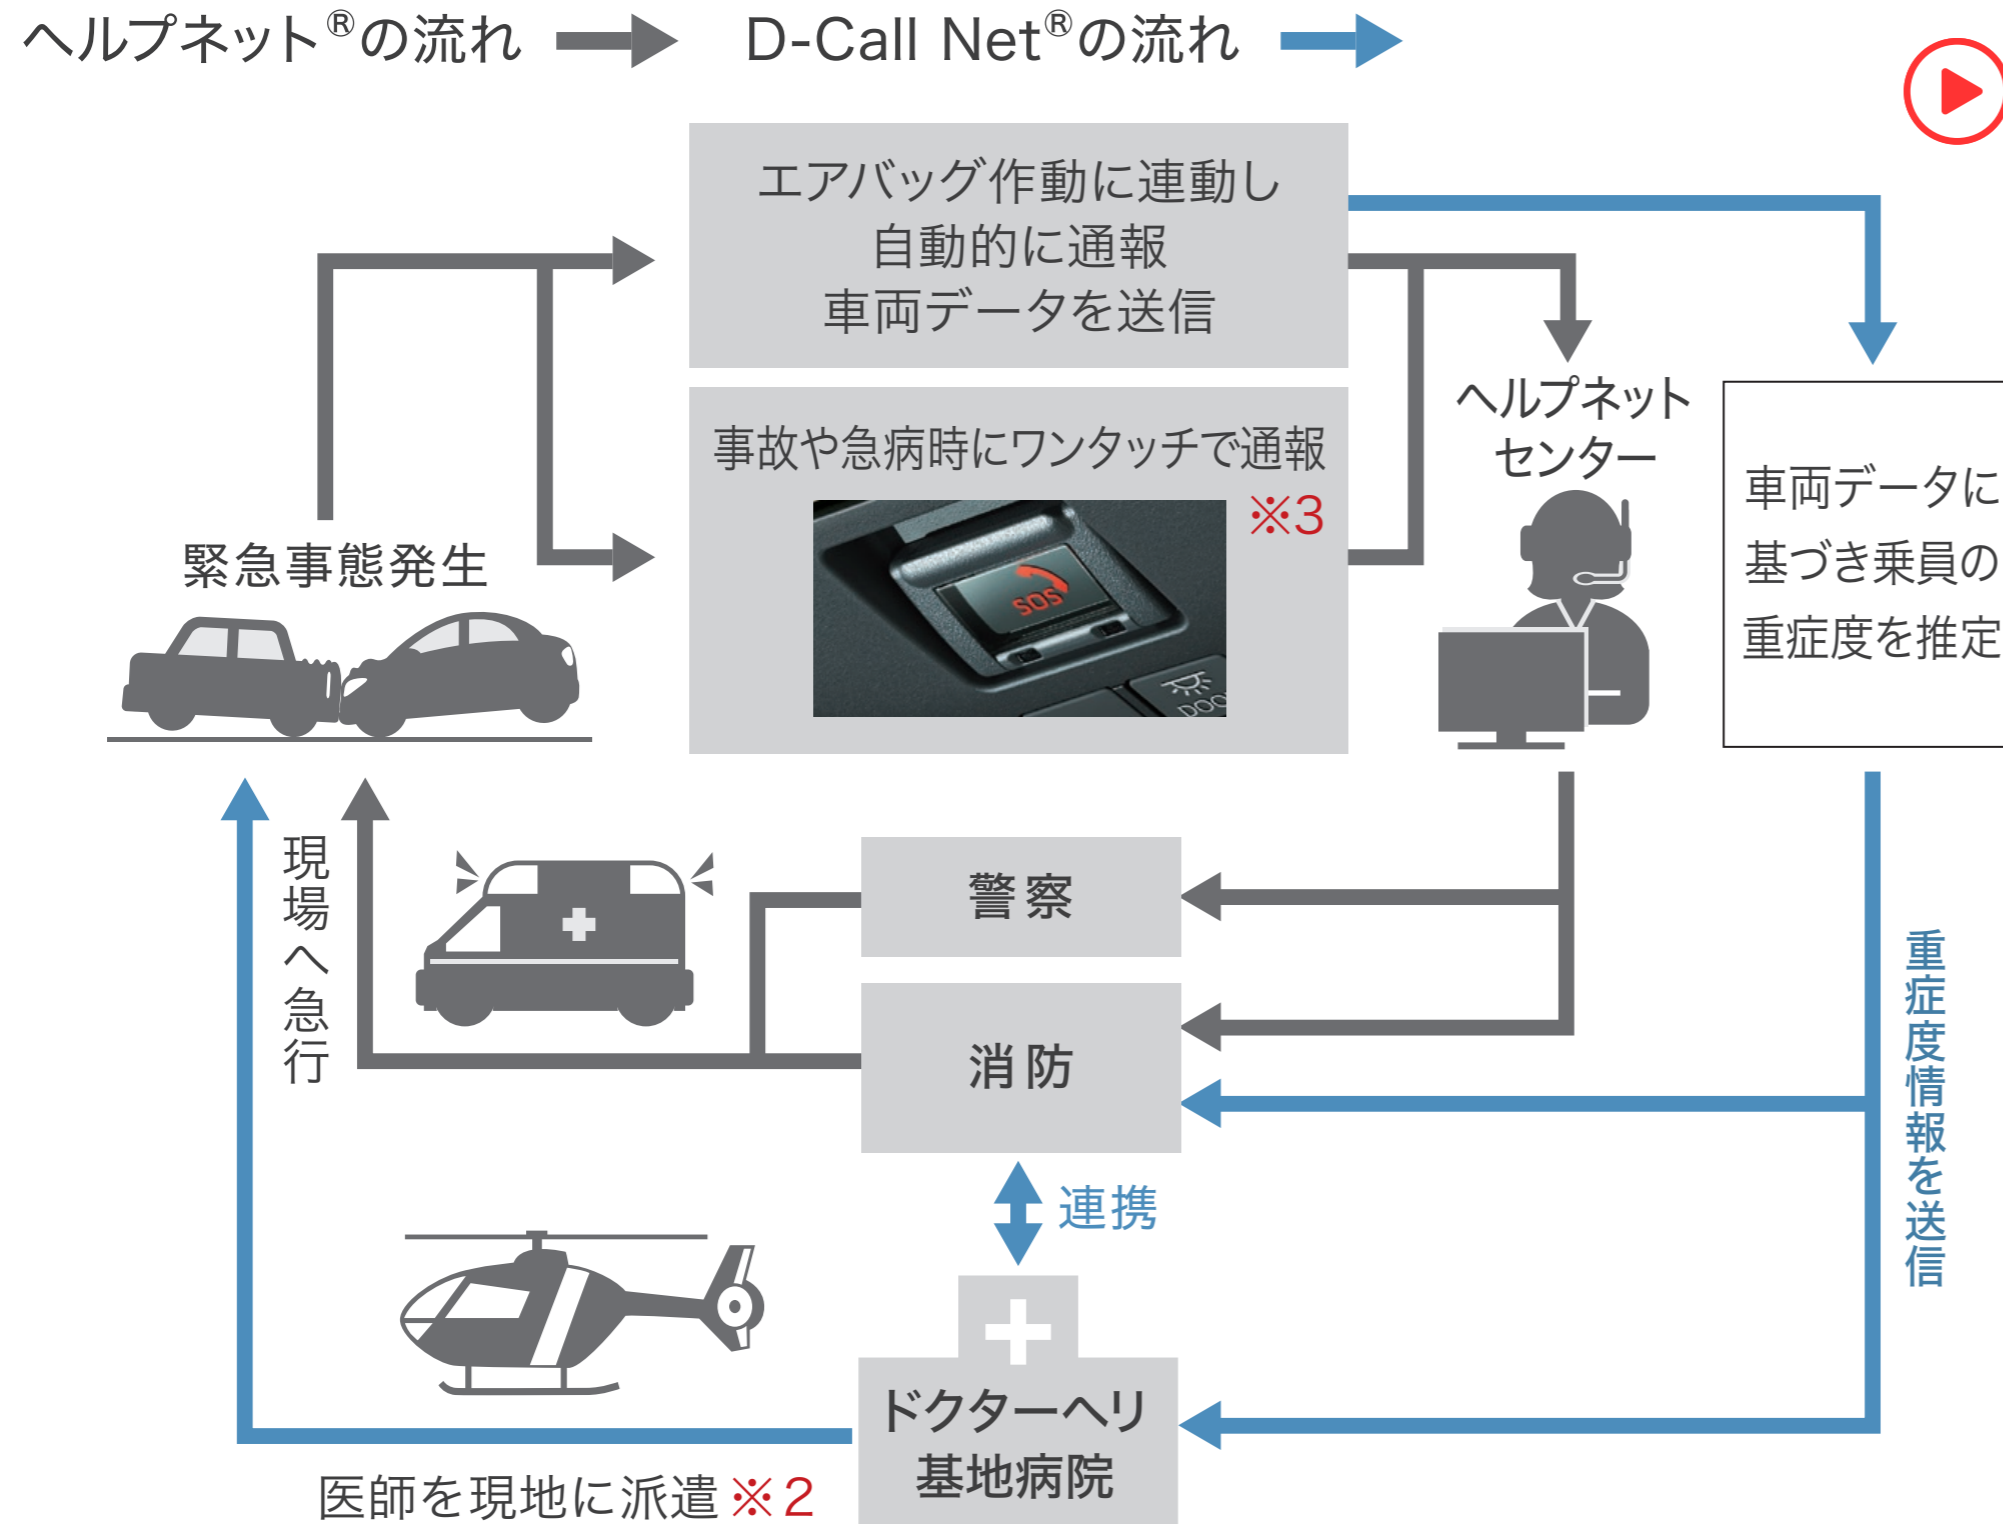 ヘルプネット®の流れ
D-Call Net®の流れ
エアバッグ作動に連動し
自動的に通報
車両データを送信
事故や急病時にワンタッチで通報
※3
SOS
DOO
ヘルプネット
センター
車両データに
基づき乗員の
重症度を推定
緊急事態発生
現場へ急行
警察
消防
連携
重症度情報を送信
ドクターヘリ
基地病院
医師を現地に派遣※2